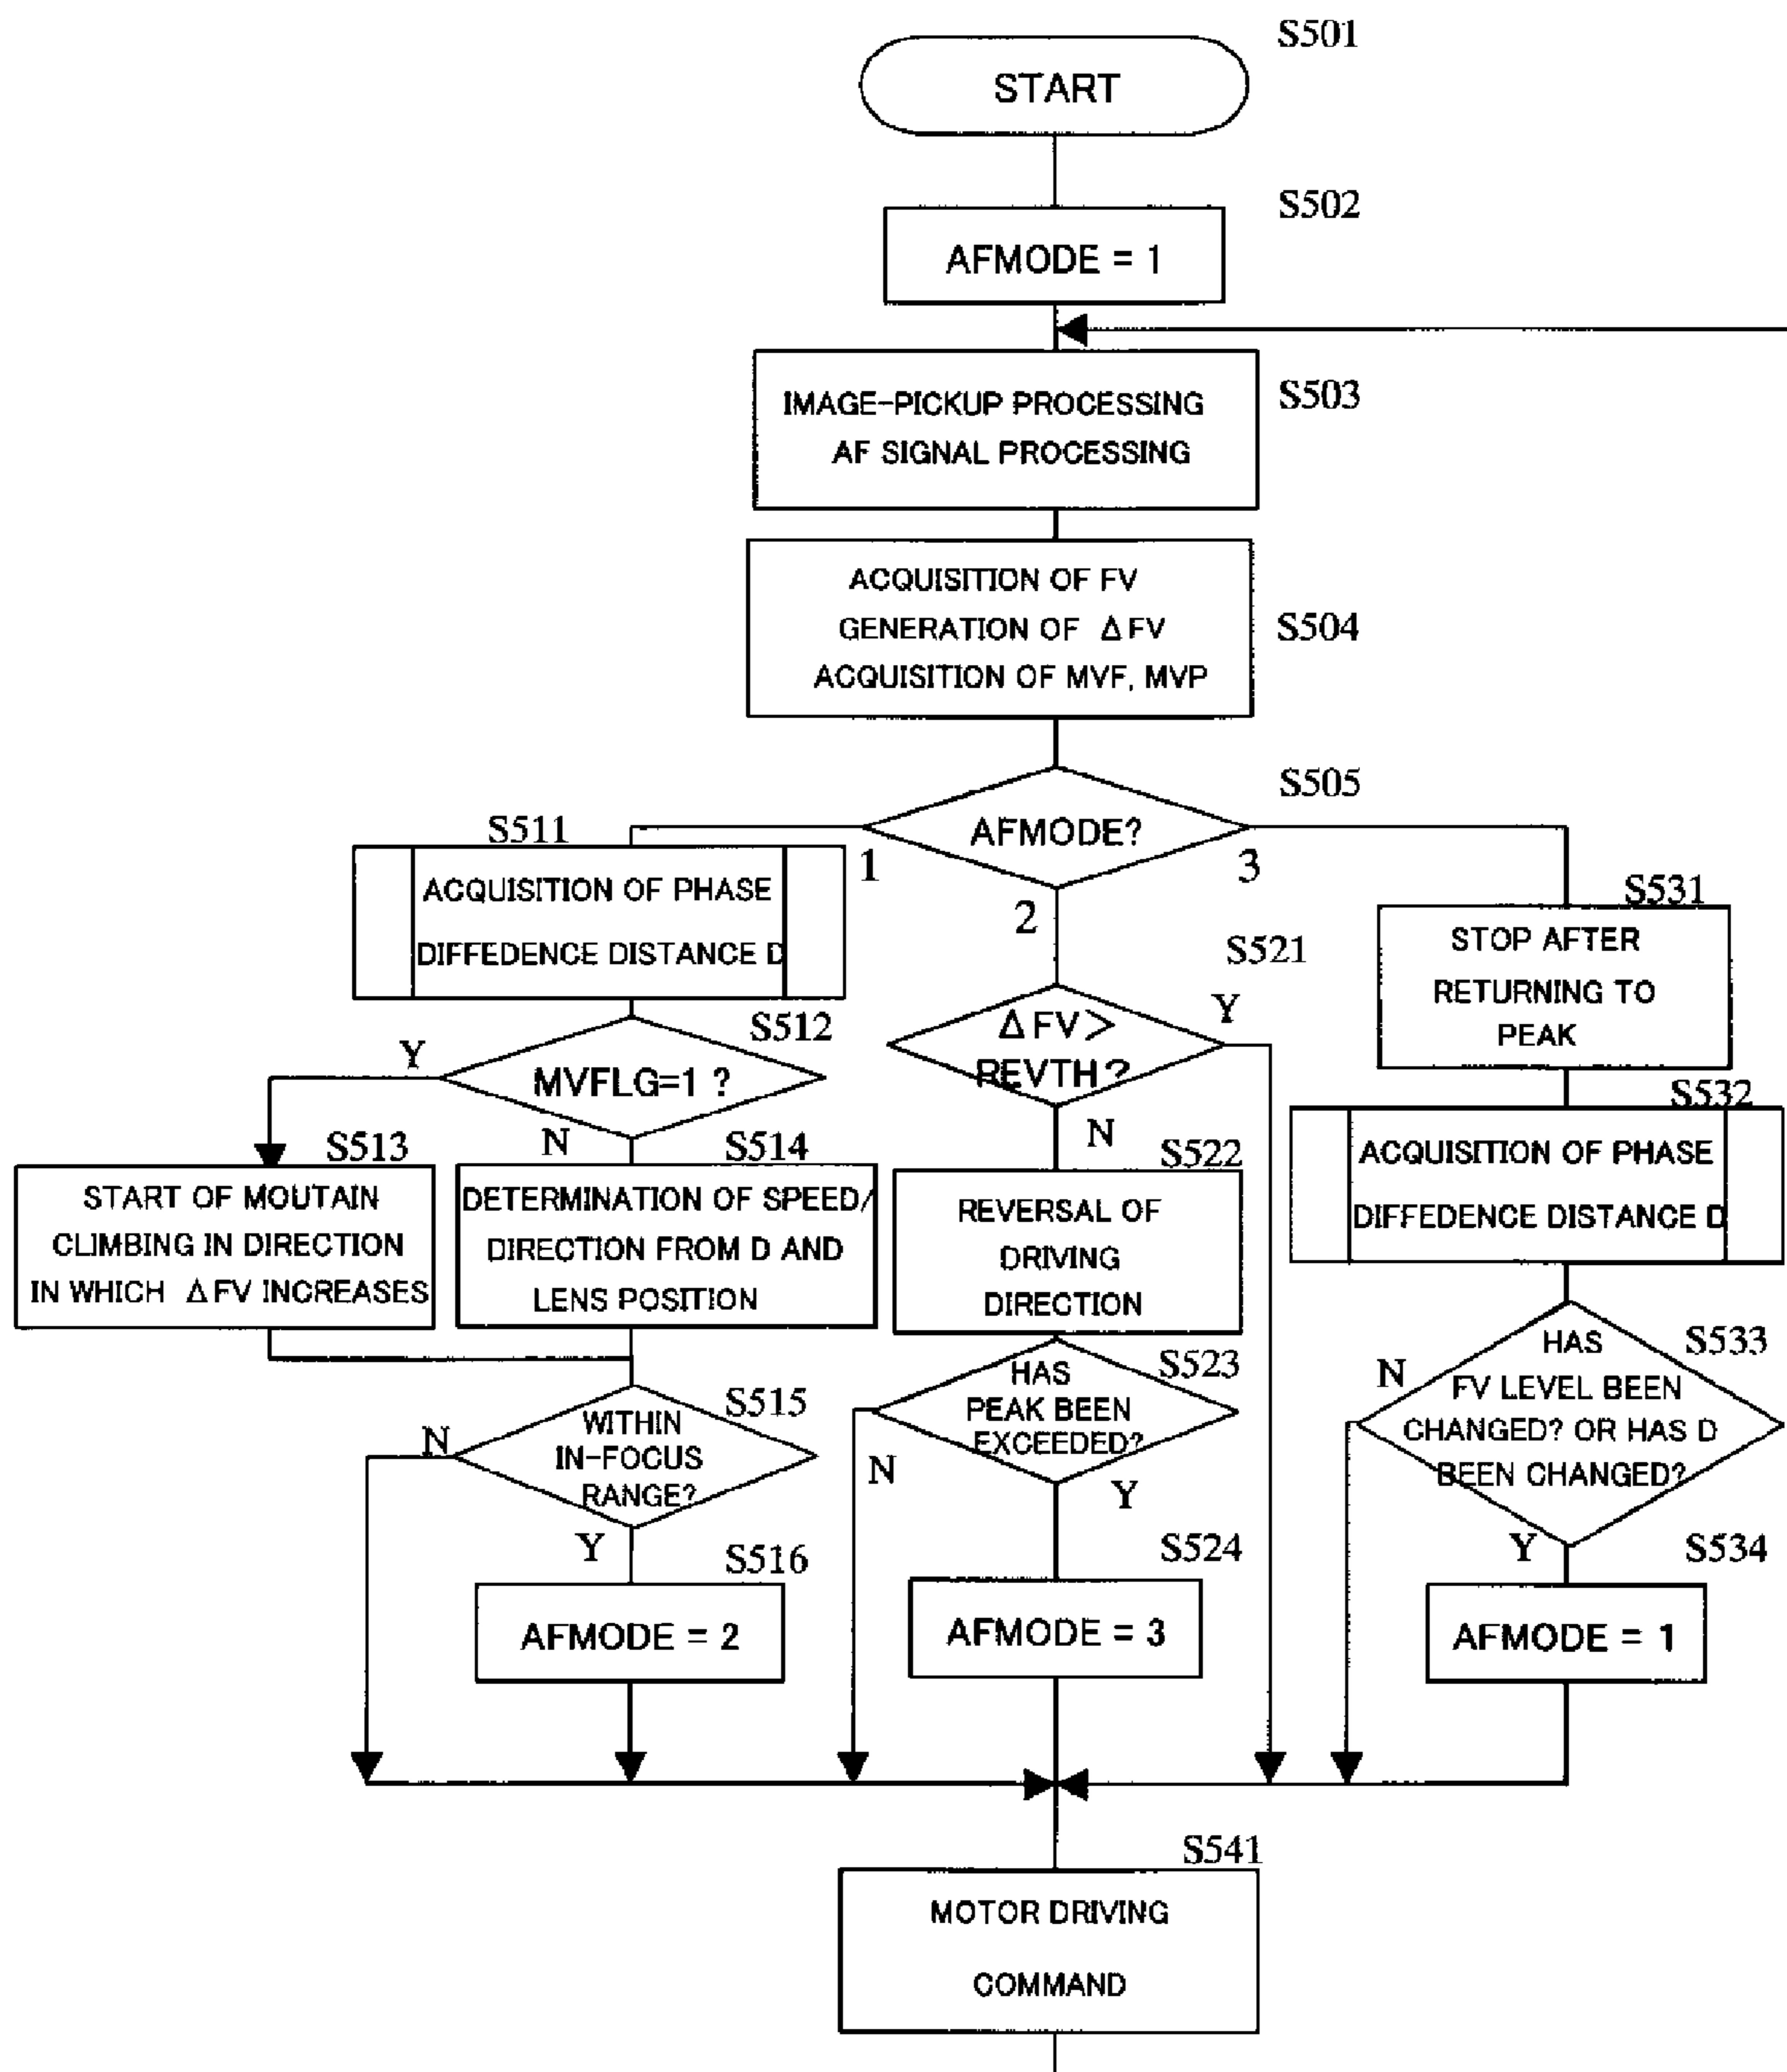 S501
START
S502
AFMODE = 1
S503
IMAGE-PICKUP PROCESSING
AF SIGNAL PROCESSING
S504
ACQUISITION OF FV
GENERATION OF ΔFV
ACQUISITION OF MVF, MVP
S505
AFMODE?
1
2
3
S511
ACQUISITION OF PHASE
DIFFEDENCE DISTANCE D
S512
MVFLG=1 ?
Y
N
S513
START OF MOUTAIN
CLIMBING IN DIRECTION
IN WHICH ΔFV INCREASES
S514
DETERMINATION OF SPEED/
DIRECTION FROM D AND
LENS POSITION
S515
WITHIN
IN-FOCUS
RANGE?
N
Y
S516
AFMODE = 2
S521
ΔFV>
REVTH?
Y
N
S522
REVERSAL OF
DRIVING
DIRECTION
S523
HAS
PEAK BEEN
EXCEEDED?
N
Y
S524
AFMODE = 3
S531
STOP AFTER
RETURNING TO
PEAK
S532
ACQUISITION OF PHASE
DIFFEDENCE DISTANCE D
S533
HAS
FV LEVEL BEEN
CHANGED? OR HAS D
BEEN CHANGED?
N
Y
S534
AFMODE = 1
S541
MOTOR DRIVING
COMMAND